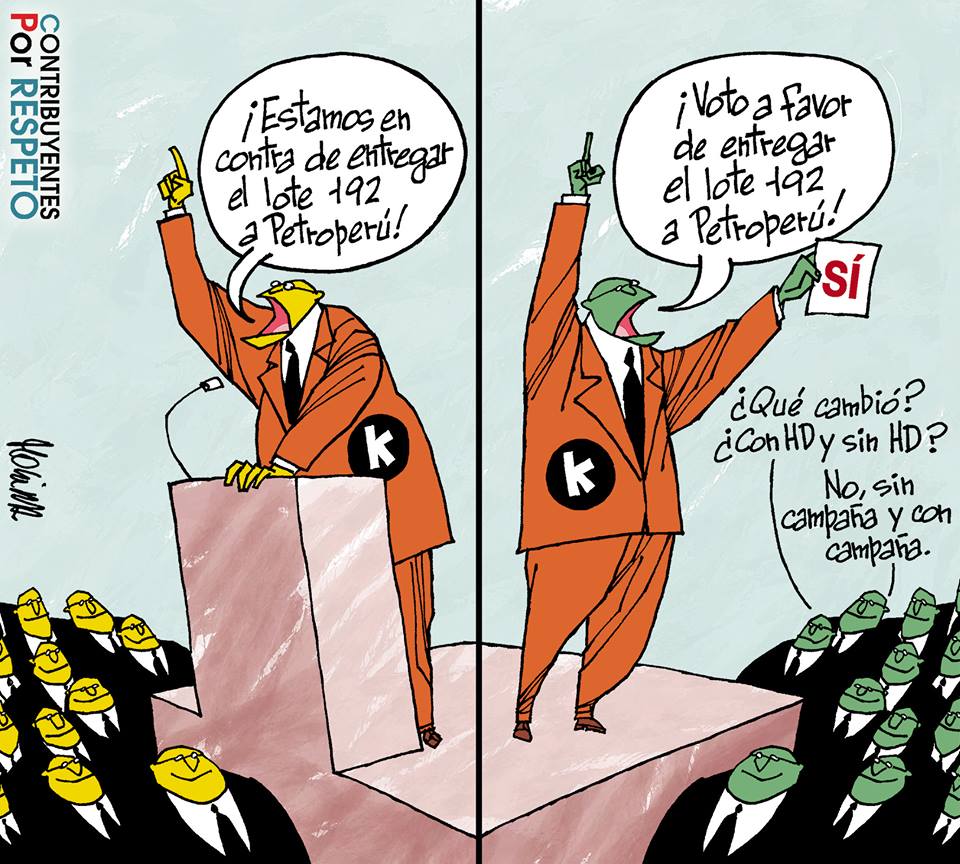 CONTRIBUYENTES
Por RESPETO
¡Estamos en
contra de entregar
el lote 192
a Petroperú!
¡Voto a favor
de entregar
el lote 192
a Petroperú!
SÍ
k
k
¿Qué cambió?
¿Con HD y sin HD?
No, sin
campaña y con
campaña.